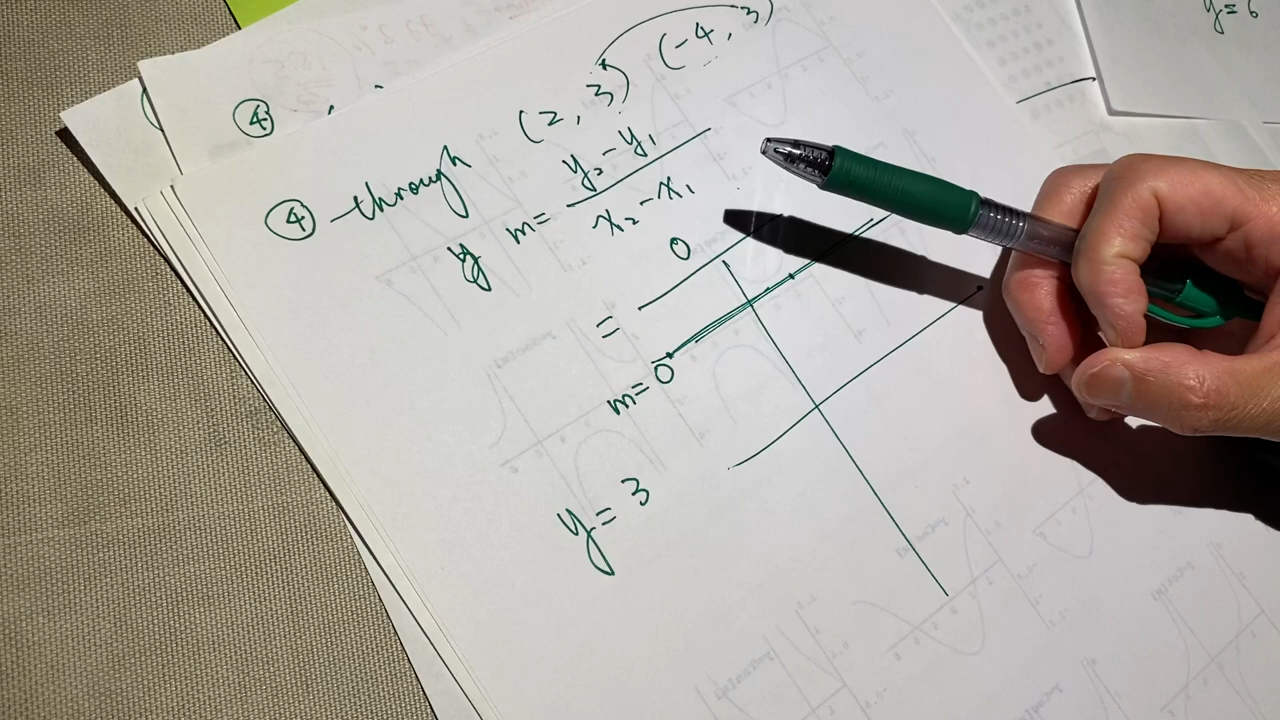 y = 6
④
④ through (2, 3) (-4, 3)
y m = y₂ - y₁ / x₂ - x₁
= 0
m = 0
y = 3